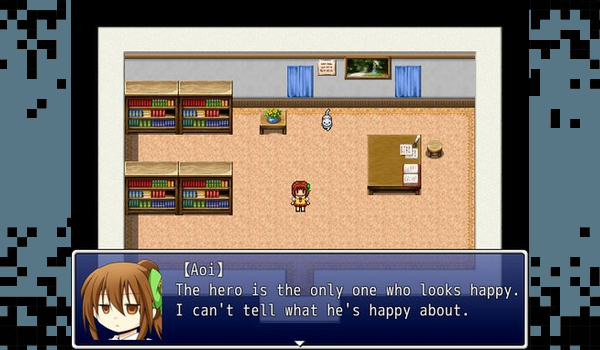 【Aoi】
The hero is the only one who looks happy.
I can't tell what he's happy about.